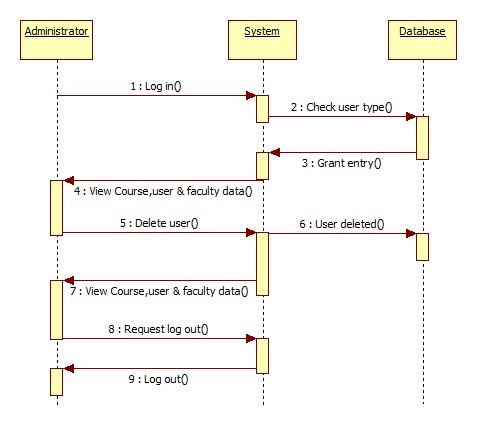 Administrator
System
Database
1 : Log in()
2 : Check user type()
3 : Grant entry()
4 : View Course,user & faculty data()
5 : Delete user()
6 : User deleted()
7 : View Course,user & faculty data()
8 : Request log out()
9 : Log out()